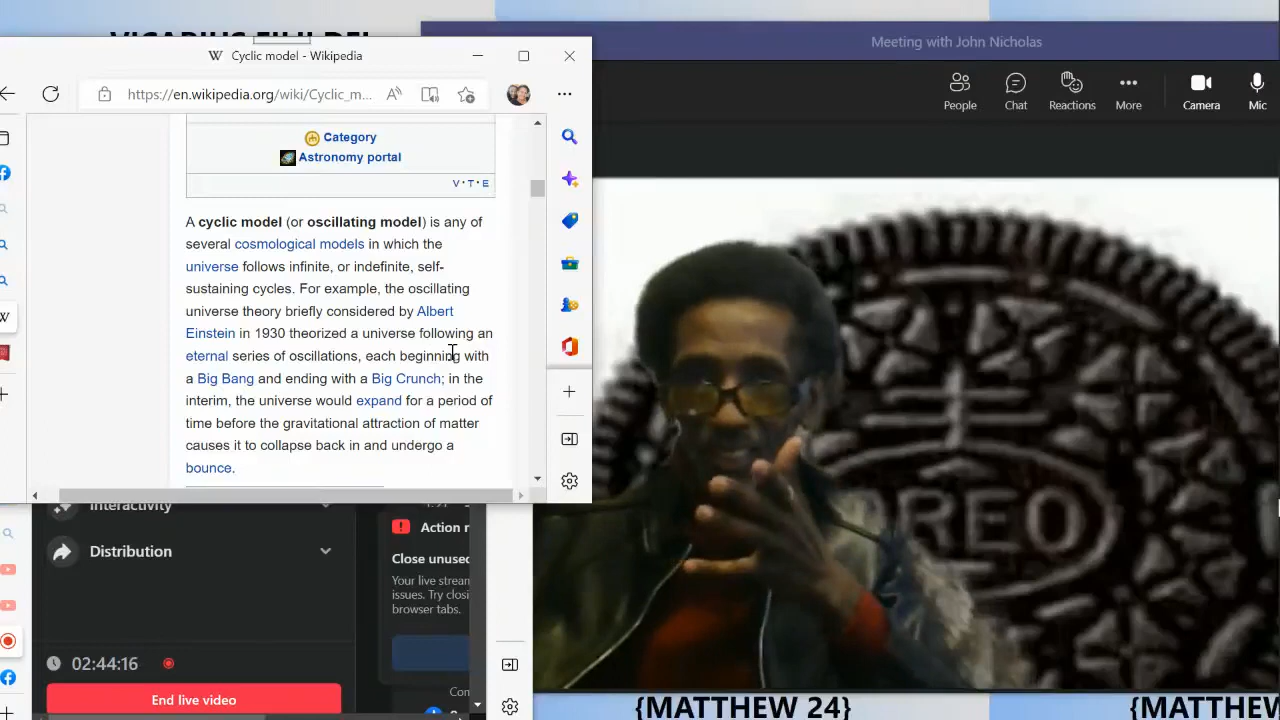 Meeting with John Nicholas
Cyclic model - Wikipedia
https://en.wikipedia.org/wiki/Cyclic_m...
People
Chat
Reactions
More
Camera
Mic
Category
Astronomy portal
V·T·E
A cyclic model (or oscillating model) is any of
several cosmological models in which the
universe follows infinite, or indefinite, self-
sustaining cycles. For example, the oscillating
universe theory briefly considered by Albert
Einstein in 1930 theorized a universe following an
eternal series of oscillations, each beginning with
a Big Bang and ending with a Big Crunch; in the
interim, the universe would expand for a period of
time before the gravitational attraction of matter
causes it to collapse back in and undergo a
bounce.
Interactivity
Distribution
Action
Close unused
Your live stream
issues. Try
browser tabs.
02:44:16
End live video
REO
{MATTHEW 24}
{MATTHEW